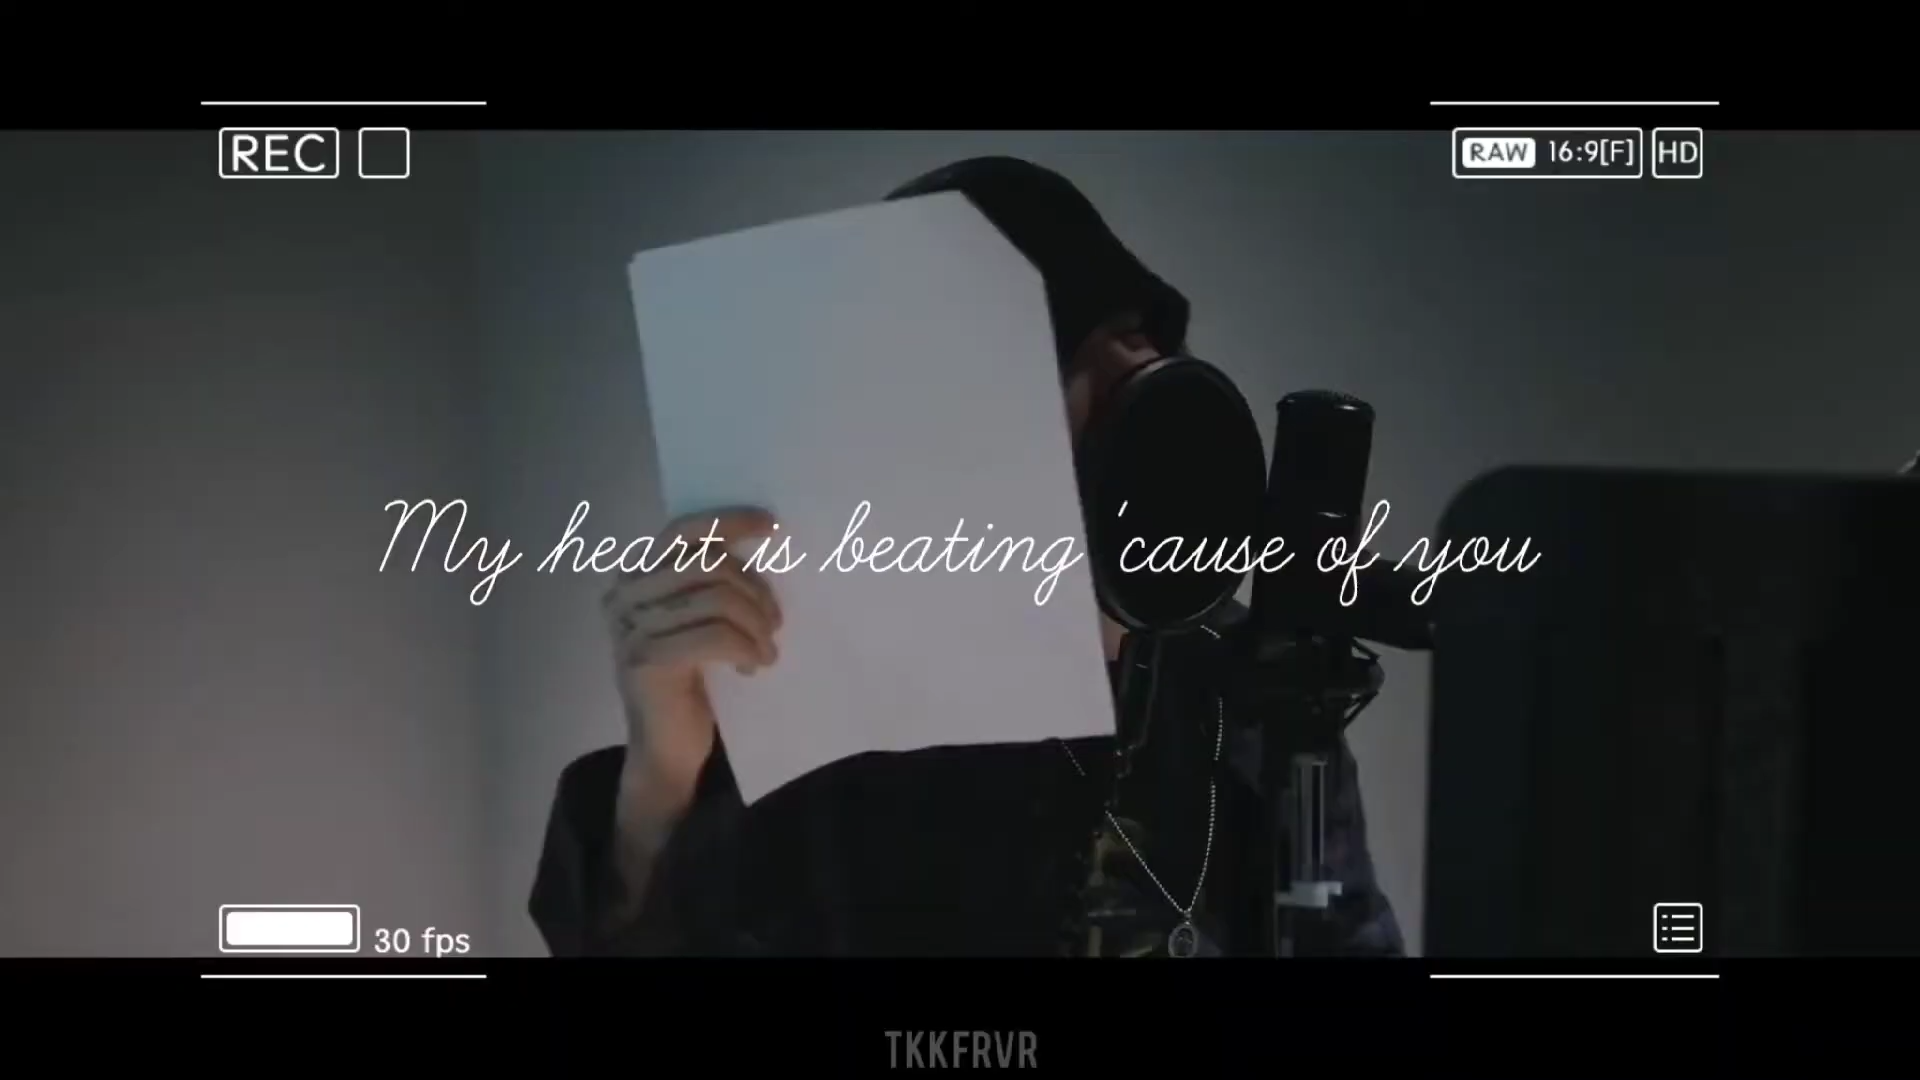 REC
RAW 16:9[F] HD
My heart is beating 'cause of you
30 fps
TKKFRVR